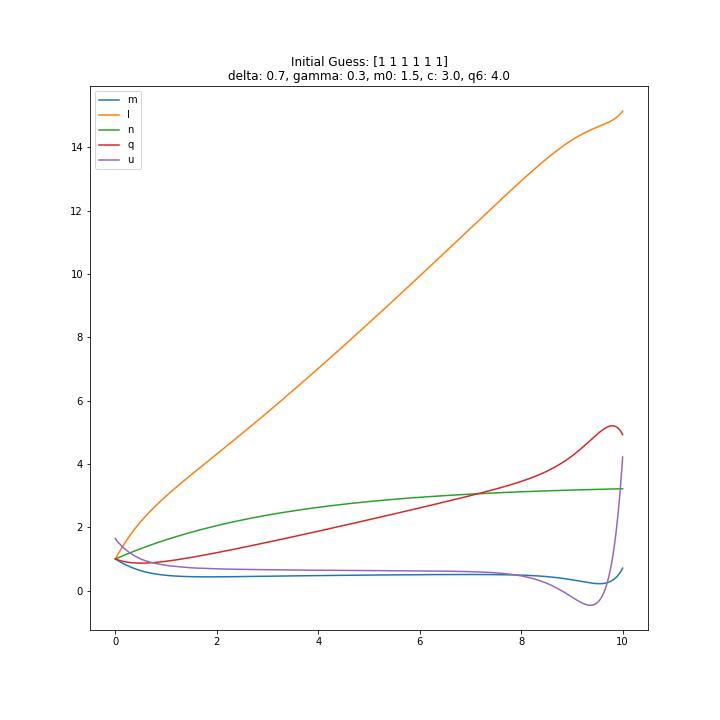 Initial Guess: [1 1 1 1 1 1]
delta: 0.7, gamma: 0.3, m0: 1.5, c: 3.0, q6: 4.0
m
l
n
q
u
14
12
10
8
6
4
2
0
0 2 4 6 8 10